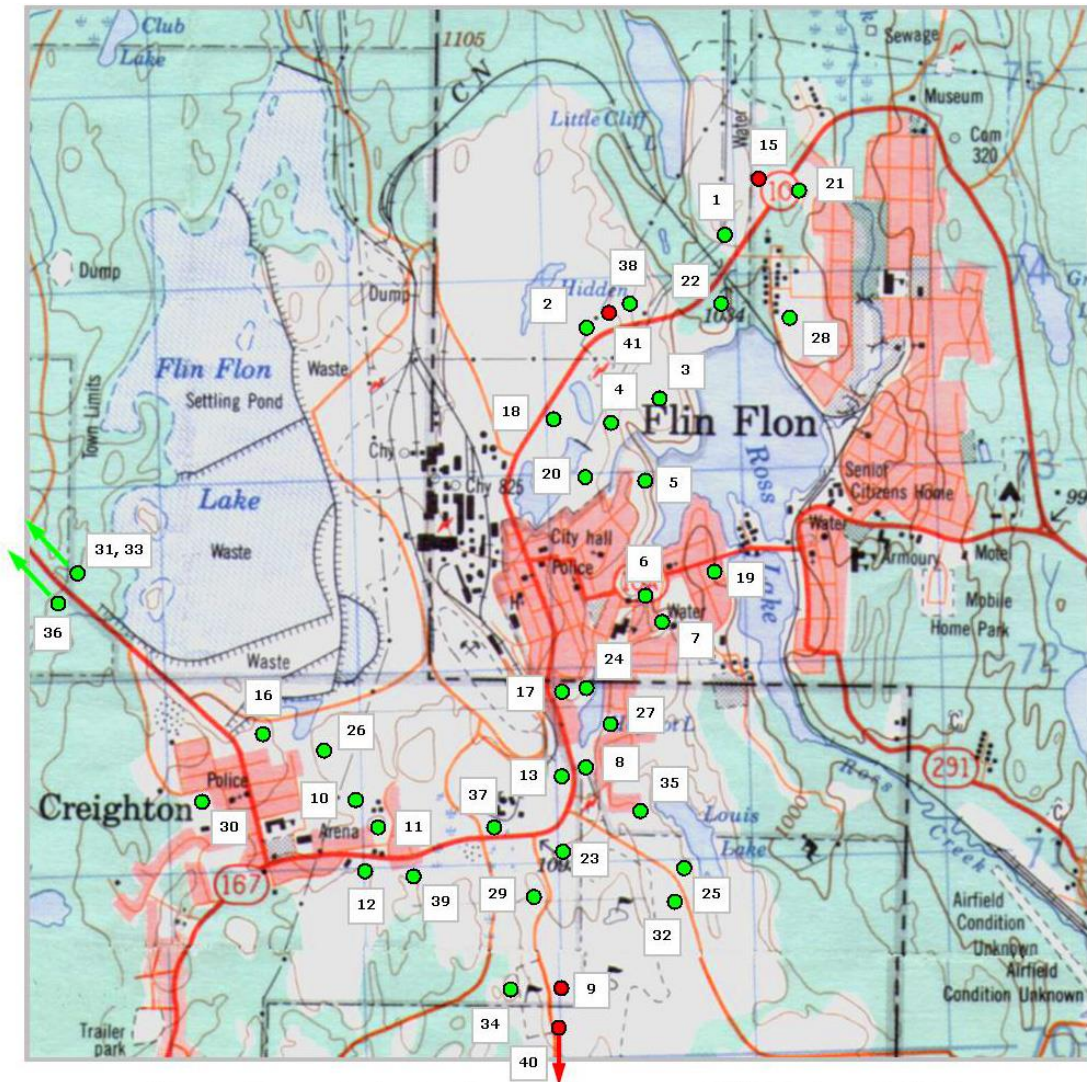 Club
Lake
1105
C N
Sewage
75
Museum
Little Cliff
L
Water
Com
320
15
10
21
1
Dump
38
22
Hidden
74
Dump
2
1034
28
41
Flin Flon
Waste
3
Settling Pond
4
Town Limits
18
Flin Flon
Chy
Ross
73
20
Senior
Citizens Home
Chy 825
5
Lake
99
City hall
Water
Waste
Police
Armoury
Motel
31, 33
6
19
Lake
H
Water
7
Mobile
Home Park
36
Waste
24
72
17
16
27
26
C
8
13
291
Police
10
37
35
Ross
Creighton
Louis
Lake
1000
C
30
Arena
11
23
71
Creek
167
12
39
29
25
Airfield
Condition
Unknown
32
Airfield
Condition Unknown
9
34
Trailer
park
40